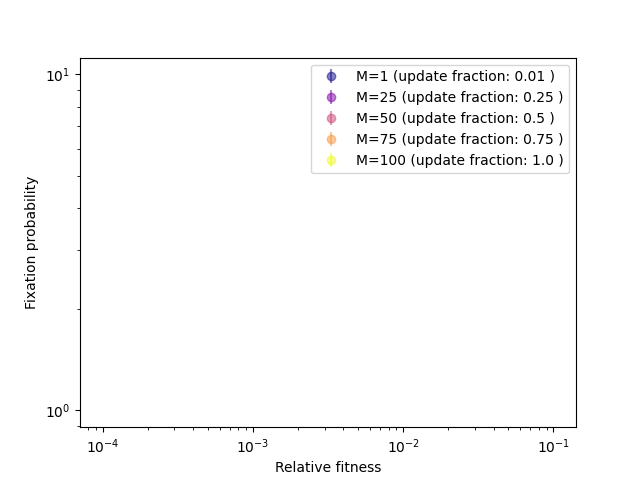 10¹
10⁰
Fixation probability
M=1 (update fraction: 0.01 )
M=25 (update fraction: 0.25 )
M=50 (update fraction: 0.5 )
M=75 (update fraction: 0.75 )
M=100 (update fraction: 1.0 )
10⁻⁴ 10⁻³ 10⁻² 10⁻¹
Relative fitness